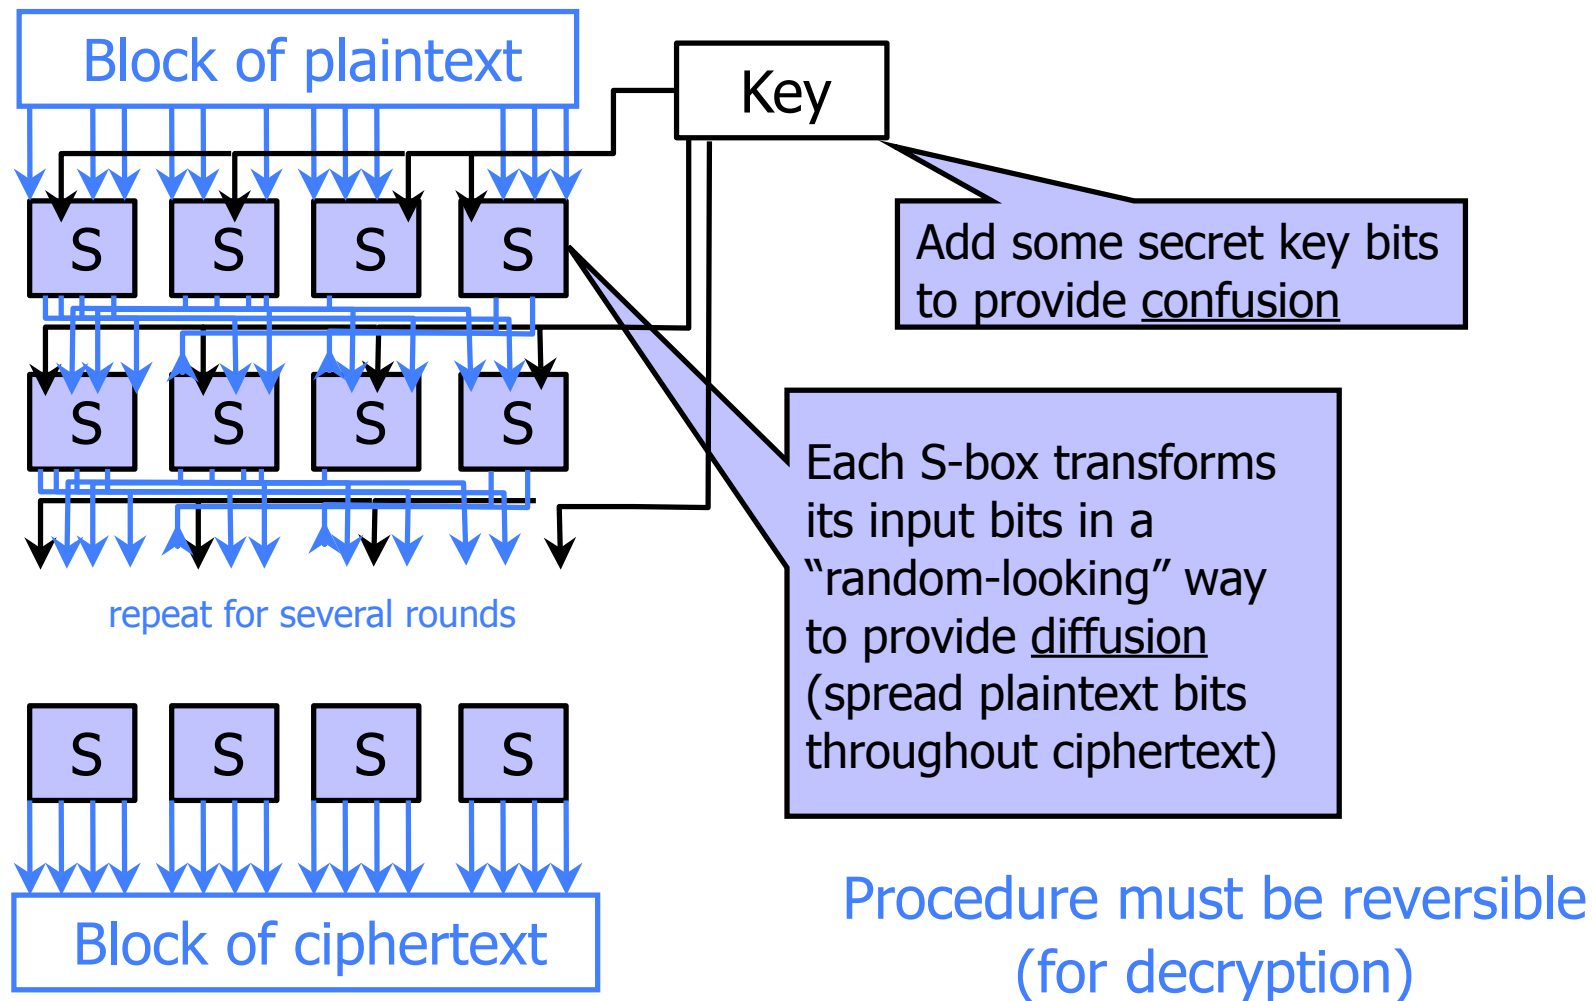 Block of plaintext
Key
S S S S
Add some secret key bits
to provide confusion
S S S S
Each S-box transforms
its input bits in a
“random-looking” way
to provide diffusion
(spread plaintext bits
throughout ciphertext)
repeat for several rounds
S S S S
Block of ciphertext
Procedure must be reversible
(for decryption)